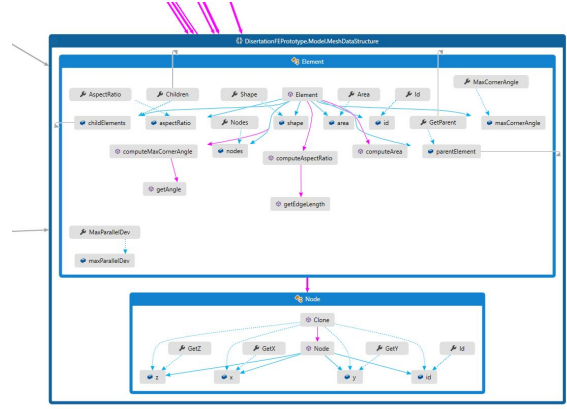 DisertationFEPrototype.Model.MeshDataStructure
Element
MaxCornerAngle
AspectRatio Children Shape Element Area Id
childElements aspectRatio Nodes shape area id GetParent maxCornerAngle
computeMaxCornerAngle nodes computeAspectRatio computeArea parentElement
getAngle
getEdgeLength
MaxParallelDev
maxParallelDev
Node
Clone
GetZ GetX Node GetY Id
z x y id